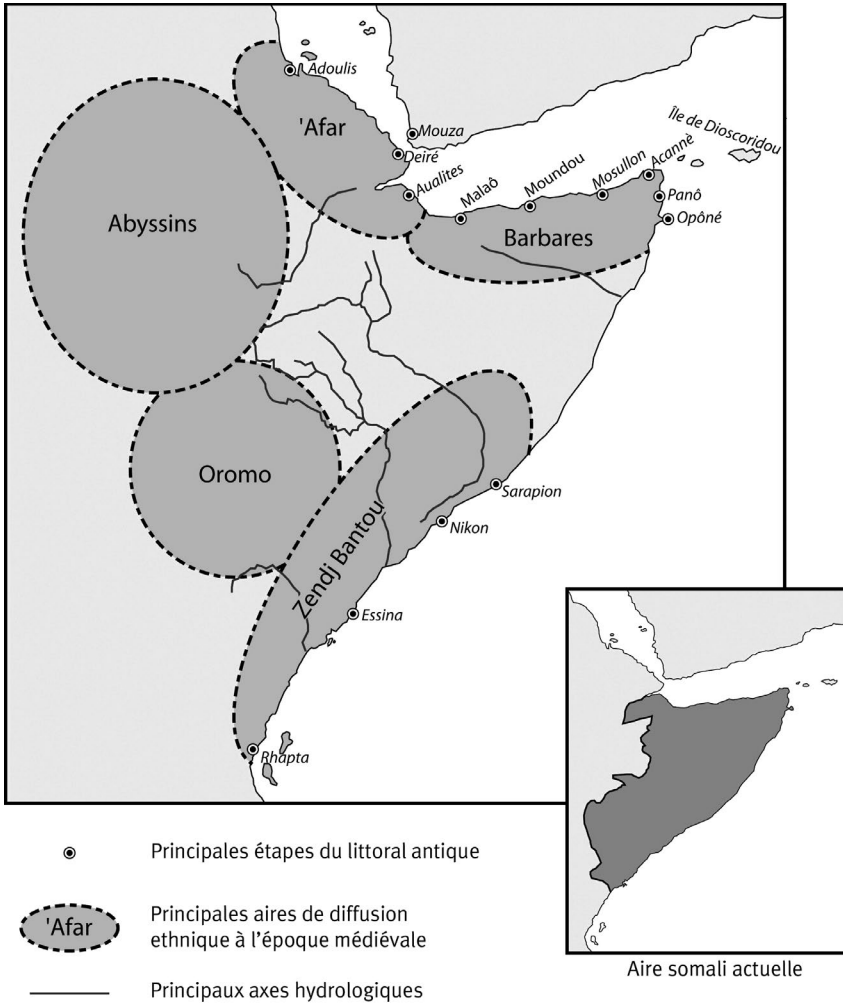 Adoulis
'Afar
Mouza
Île de Dioscoridou
Deiré
Aualites
Malaô
Moundou
Mosullon
Acannè
Panô
Opôné
Abyssins
Barbares
Oromo
Zendj Bantou
Sarapion
Nikon
Essina
Rhapta
Principales étapes du littoral antique
'Afar
Principales aires de diffusion
ethnique à l'époque médiévale
Principaux axes hydrologiques
Aire somali actuelle